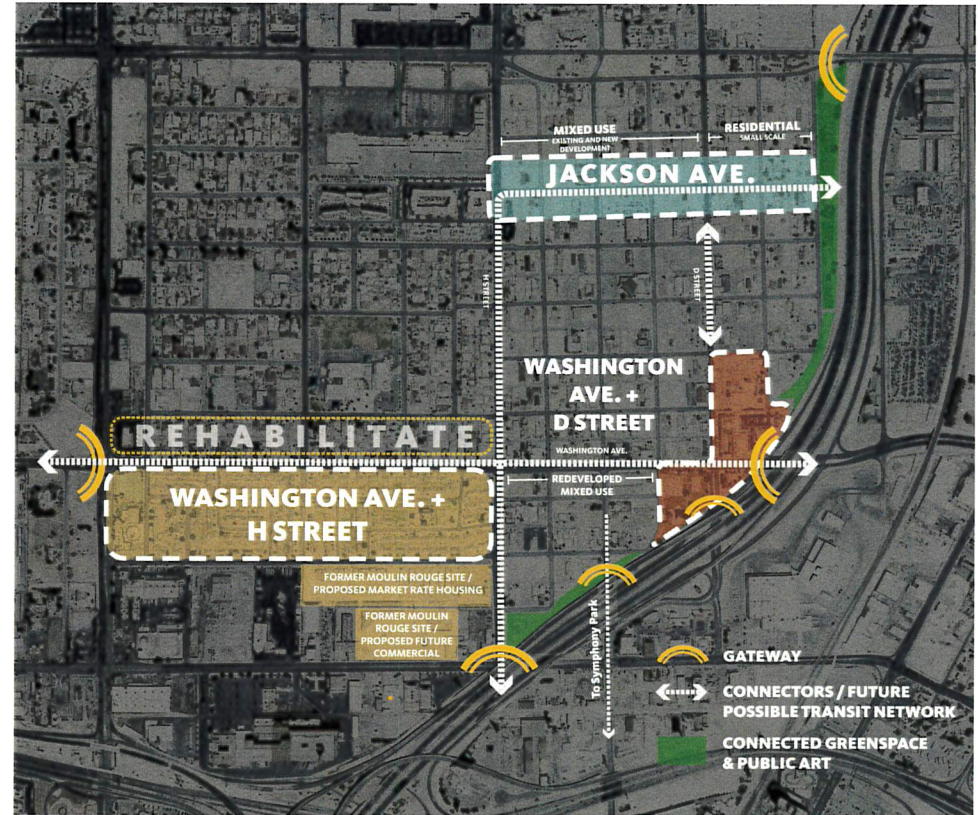 MIXED USE
EXISTING AND NEW
DEVELOPMENT
RESIDENTIAL
SMALL SCALE
JACKSON AVE.
H STREET
D STREET
WASHINGTON
AVE. +
D STREET
REHABILITATE
WASHINGTON AVE.
WASHINGTON AVE. +
H STREET
REDEVELOPED
MIXED USE
FORMER MOULIN ROUGE SITE /
PROPOSED MARKET RATE HOUSING
FORMER MOULIN
ROUGE SITE /
PROPOSED FUTURE
COMMERCIAL
To Symphony Park
GATEWAY
CONNECTORS / FUTURE
POSSIBLE TRANSIT NETWORK
CONNECTED GREENSPACE
& PUBLIC ART